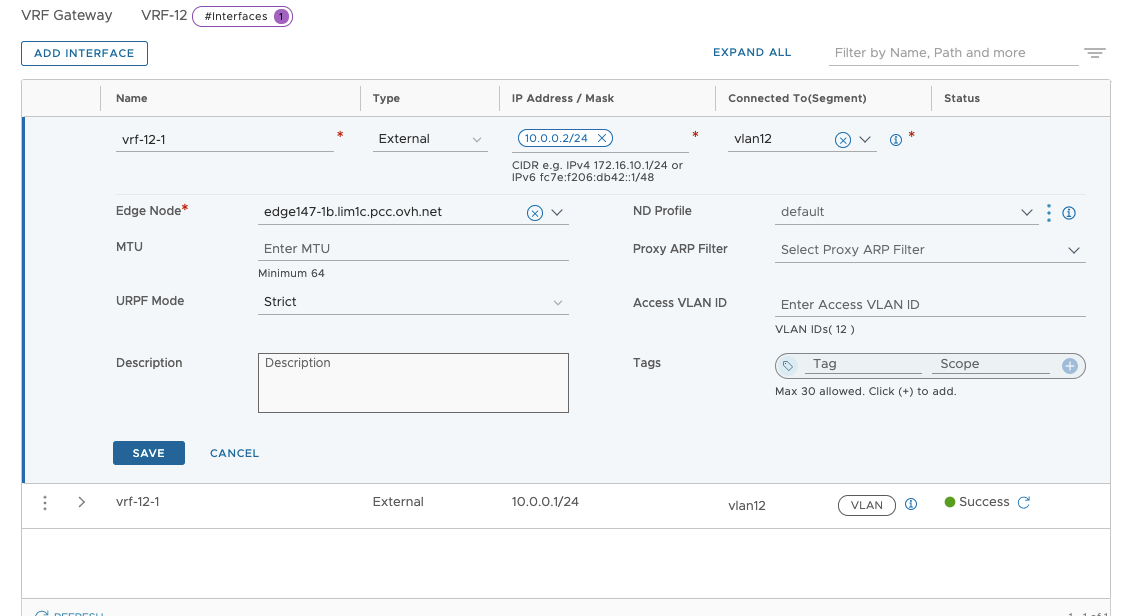 VRF Gateway VRF-12 #Interfaces 1
ADD INTERFACE EXPAND ALL Filter by Name, Path and more
Name Type IP Address / Mask Connected To(Segment) Status
vrf-12-1 * External 10.0.0.2/24 * vlan12 *
CIDR e.g. IPv4 172.16.10.1/24 or
IPv6 fc7e:f206:db42::1/48
Edge Node* edge147-1b.lim1c.pcc.ovh.net ND Profile default
MTU Enter MTU Proxy ARP Filter Select Proxy ARP Filter
Minimum 64
URPF Mode Strict Access VLAN ID Enter Access VLAN ID
VLAN IDs( 12 )
Description Description Tags Tag Scope
Max 30 allowed. Click (+) to add.
SAVE CANCEL
vrf-12-1 External 10.0.0.1/24 vlan12 VLAN Success
REFRESH 1 - 1 of 1